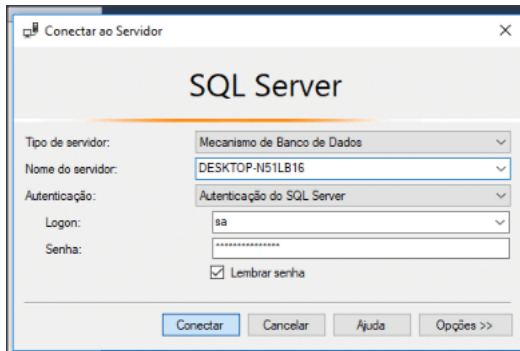 Conectar ao Servidor
SQL Server
Tipo de servidor: Mecanismo de Banco de Dados
Nome do servidor: DESKTOP-N51LB16
Autenticação: Autenticação do SQL Server
Logon: sa
Senha: ***************
Lembrar senha
Conectar Cancelar Ajuda Opções >>